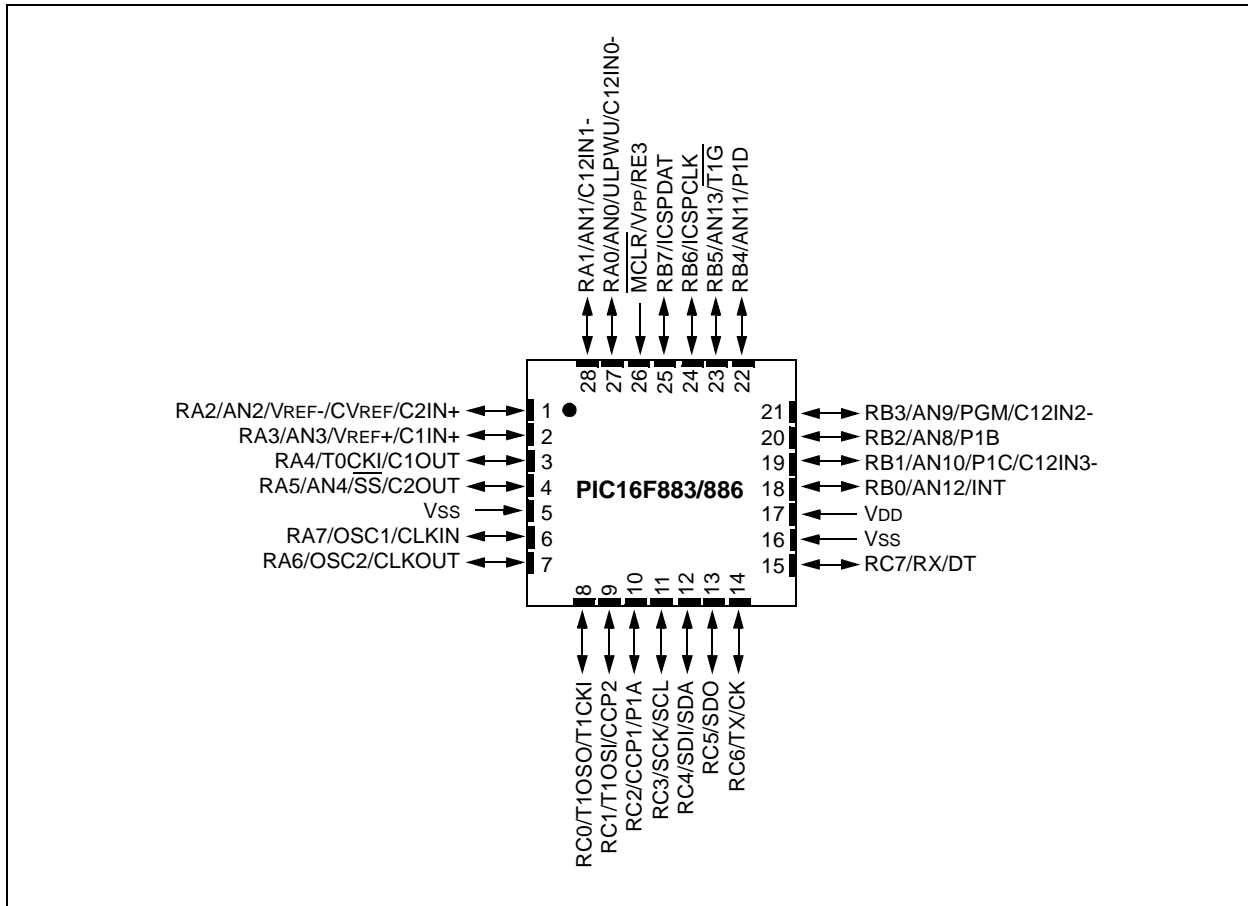 RA1/AN1/C12IN1-
RA0/AN0/ULPWU/C12IN0-
MCLR/VPP/RE3
RB7/ICSPDAT
RB6/ICSPCLK
RB5/AN13/T1G
RB4/AN11/P1D
28
27
26
25
24
23
22
RA2/AN2/VREF-/CVREF/C2IN+
1
RA3/AN3/VREF+/C1IN+
2
RA4/T0CKI/C1OUT
3
RA5/AN4/SS/C2OUT
4
VSS
5
RA7/OSC1/CLKIN
6
RA6/OSC2/CLKOUT
7
PIC16F883/886
21
RB3/AN9/PGM/C12IN2-
20
RB2/AN8/P1B
19
RB1/AN10/P1C/C12IN3-
18
RB0/AN12/INT
17
VDD
16
VSS
15
RC7/RX/DT
8
9
10
11
12
13
14
RC0/T1OSO/T1CKI
RC1/T1OSI/CCP2
RC2/CCP1/P1A
RC3/SCK/SCL
RC4/SDI/SDA
RC5/SDO
RC6/TX/CK